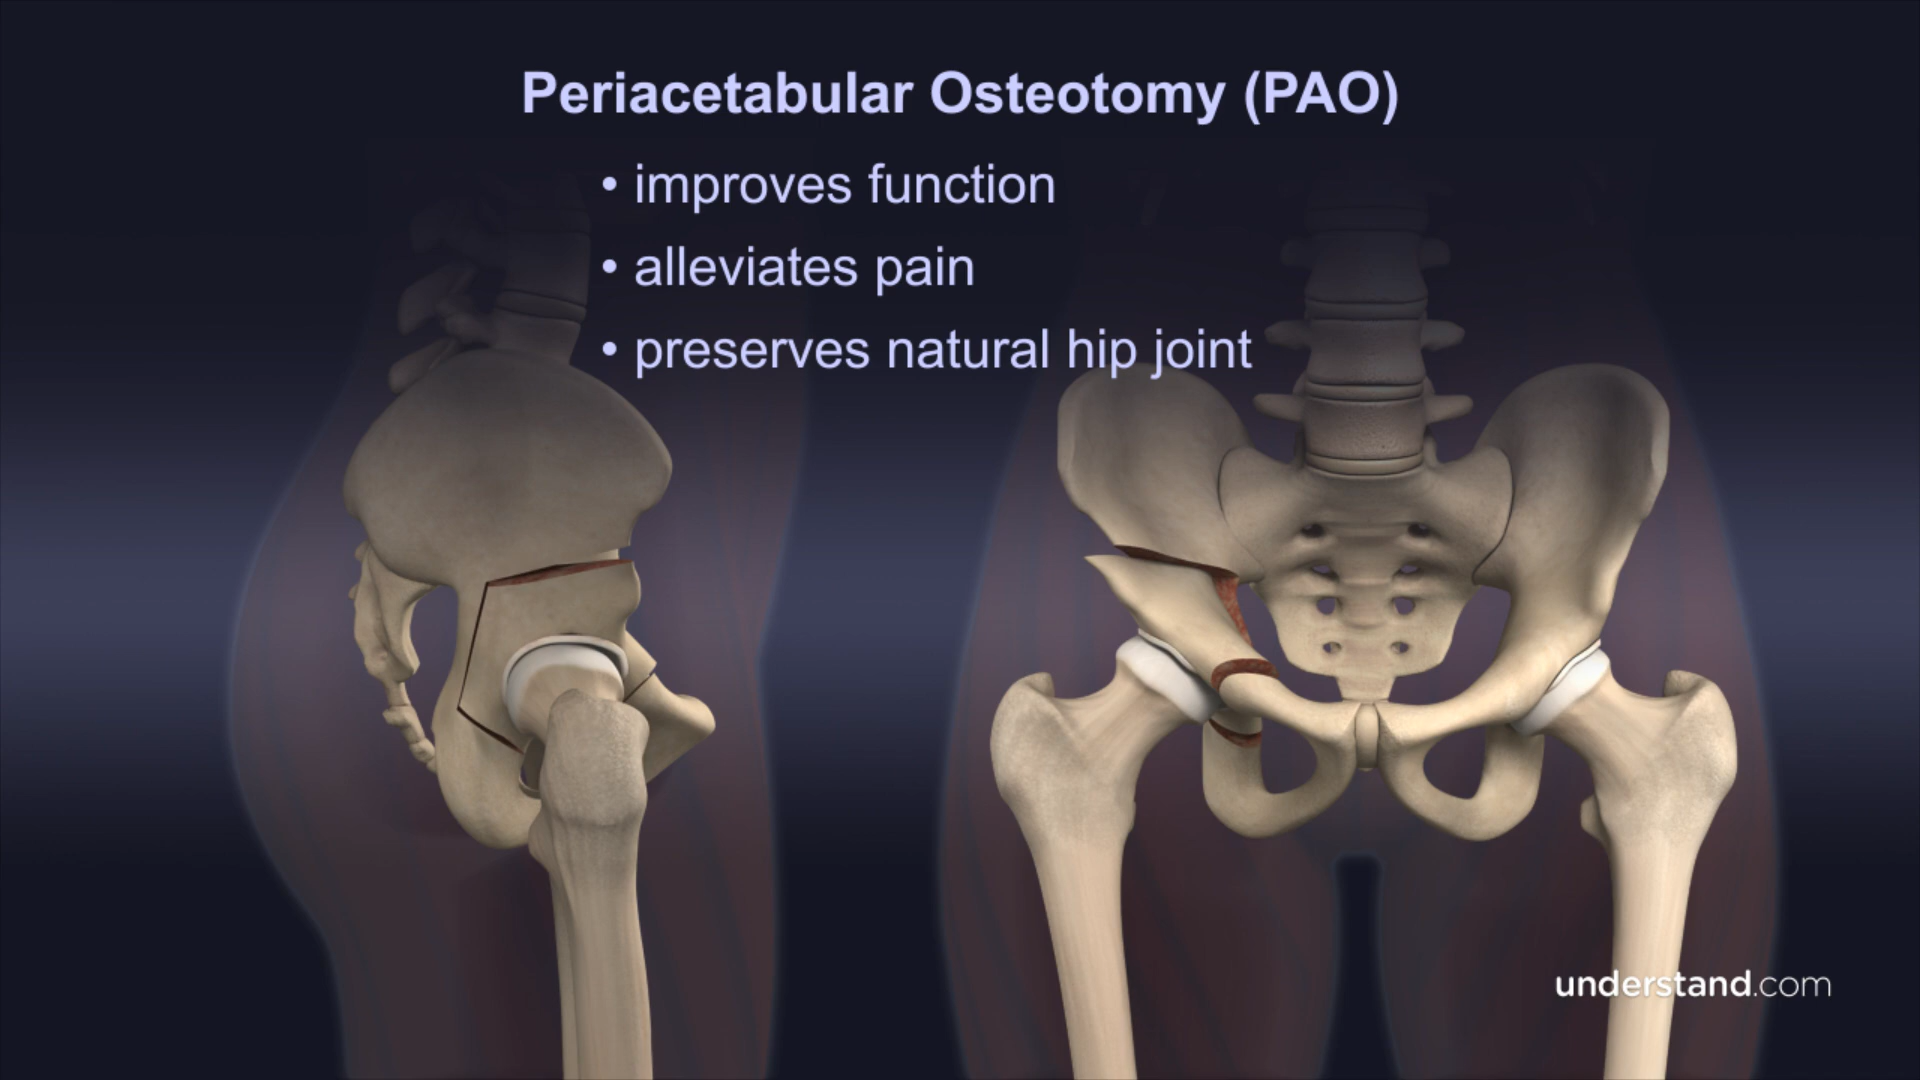 Periacetabular Osteotomy (PAO)
• improves function
• alleviates pain
• preserves natural hip joint
understand.com